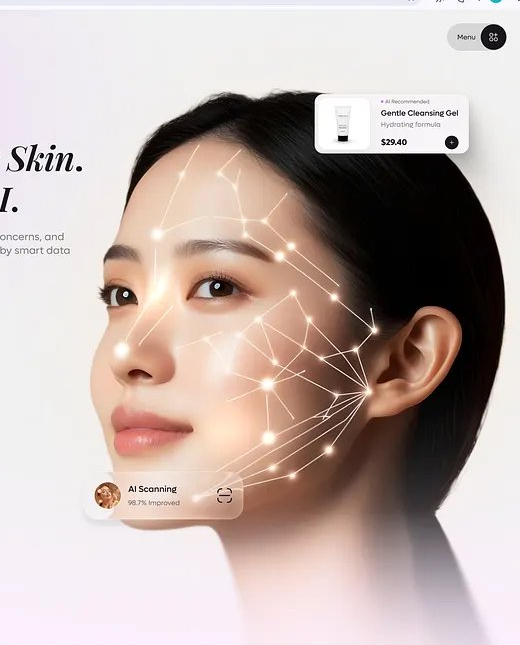 Menu
AI Recommended
Gentle Cleansing Gel
Hydrating formula
$29.40
Skin.
I.
oncerns, and
by smart data
AI Scanning
98.7% Improved